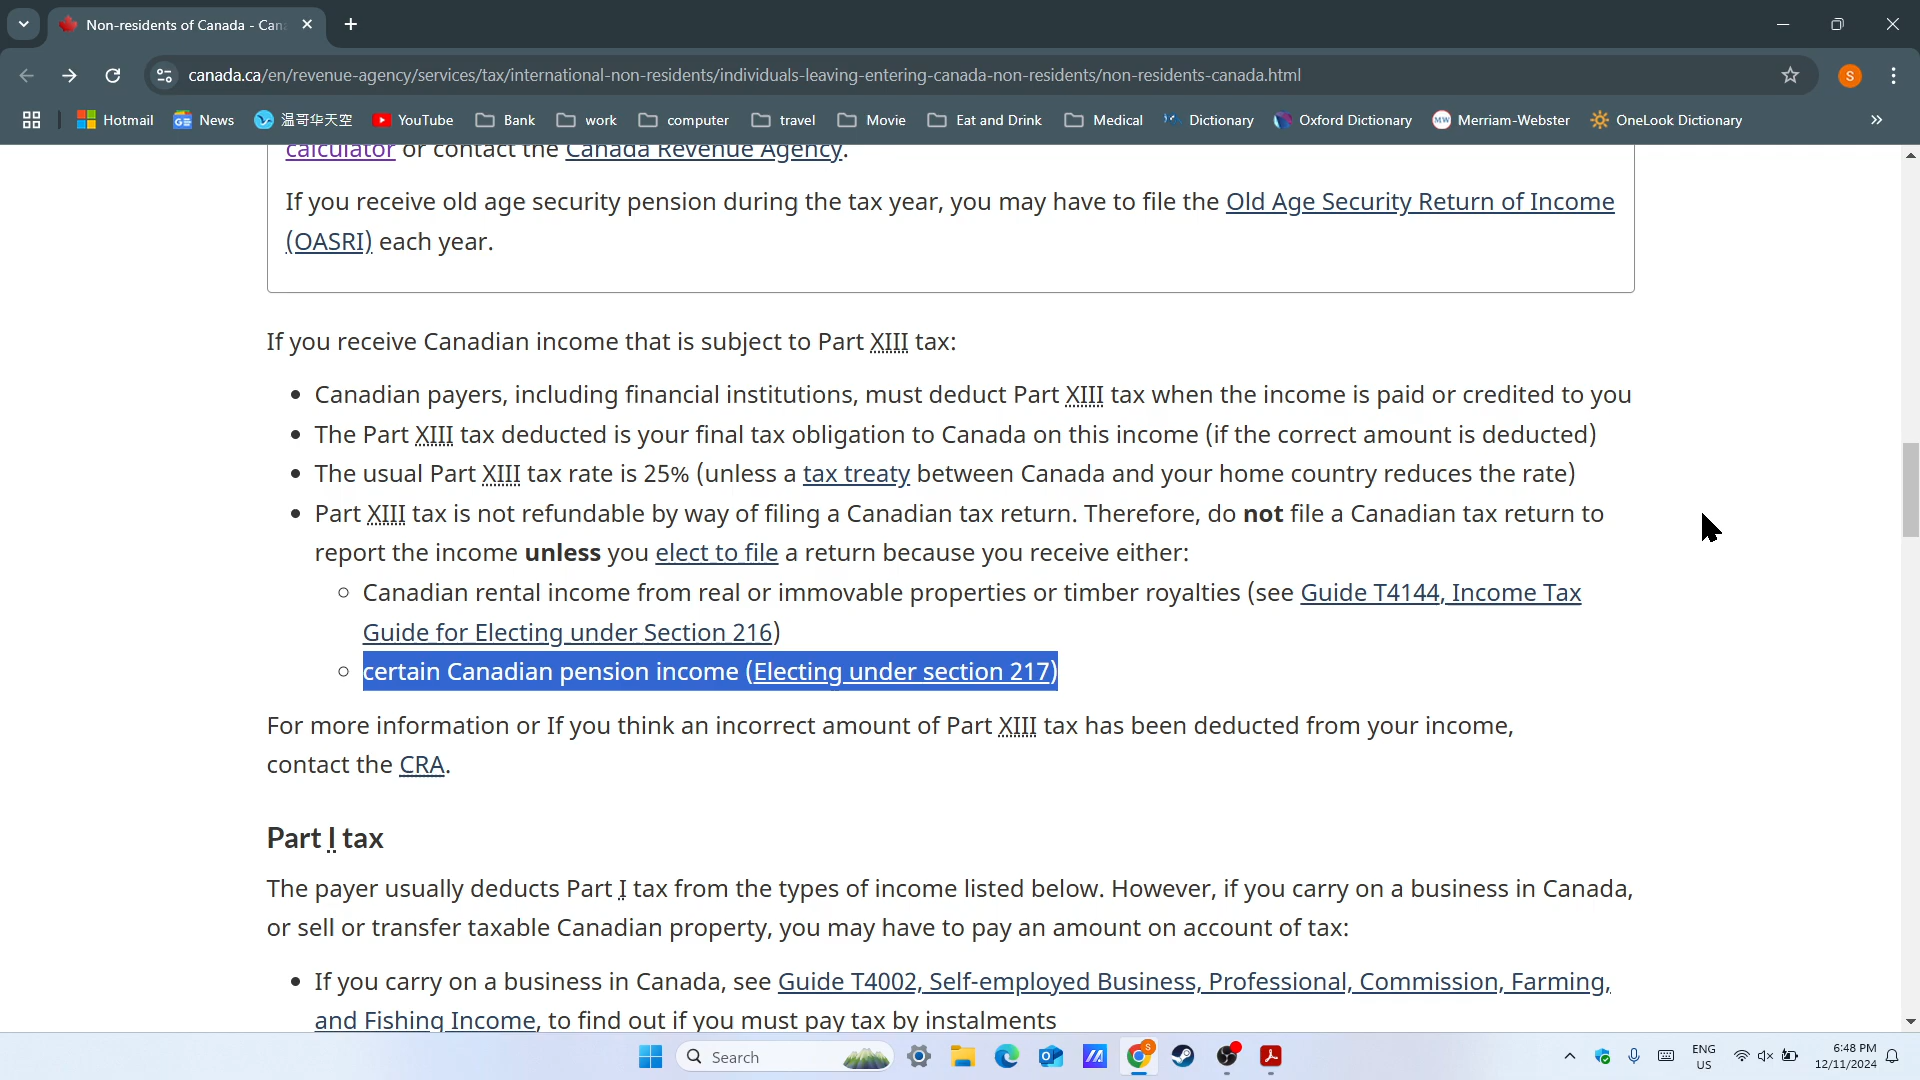 Non-residents of Canada - Can
canada.ca/en/revenue-agency/services/tax/international-non-residents/individuals-leaving-entering-canada-non-residents/non-residents-canada.html
S
Hotmail
News
温哥华天空
YouTube
Bank
work
computer
travel
Movie
Eat and Drink
Medical
Dictionary
Oxford Dictionary
Merriam-Webster
OneLook Dictionary
calculator or contact the Canada Revenue Agency.
If you receive old age security pension during the tax year, you may have to file the Old Age Security Return of Income
(OASRI) each year.
If you receive Canadian income that is subject to Part XIII tax:
• Canadian payers, including financial institutions, must deduct Part XIII tax when the income is paid or credited to you
• The Part XIII tax deducted is your final tax obligation to Canada on this income (if the correct amount is deducted)
• The usual Part XIII tax rate is 25% (unless a tax treaty between Canada and your home country reduces the rate)
• Part XIII tax is not refundable by way of filing a Canadian tax return. Therefore, do not file a Canadian tax return to
report the income unless you elect to file a return because you receive either:
○ Canadian rental income from real or immovable properties or timber royalties (see Guide T4144, Income Tax
Guide for Electing under Section 216)
○ certain Canadian pension income (Electing under section 217)
For more information or If you think an incorrect amount of Part XIII tax has been deducted from your income,
contact the CRA.
Part I tax
The payer usually deducts Part I tax from the types of income listed below. However, if you carry on a business in Canada,
or sell or transfer taxable Canadian property, you may have to pay an amount on account of tax:
• If you carry on a business in Canada, see Guide T4002, Self-employed Business, Professional, Commission, Farming,
and Fishing Income, to find out if you must pay tax by instalments
Search
ENG
US
6:48 PM
12/11/2024